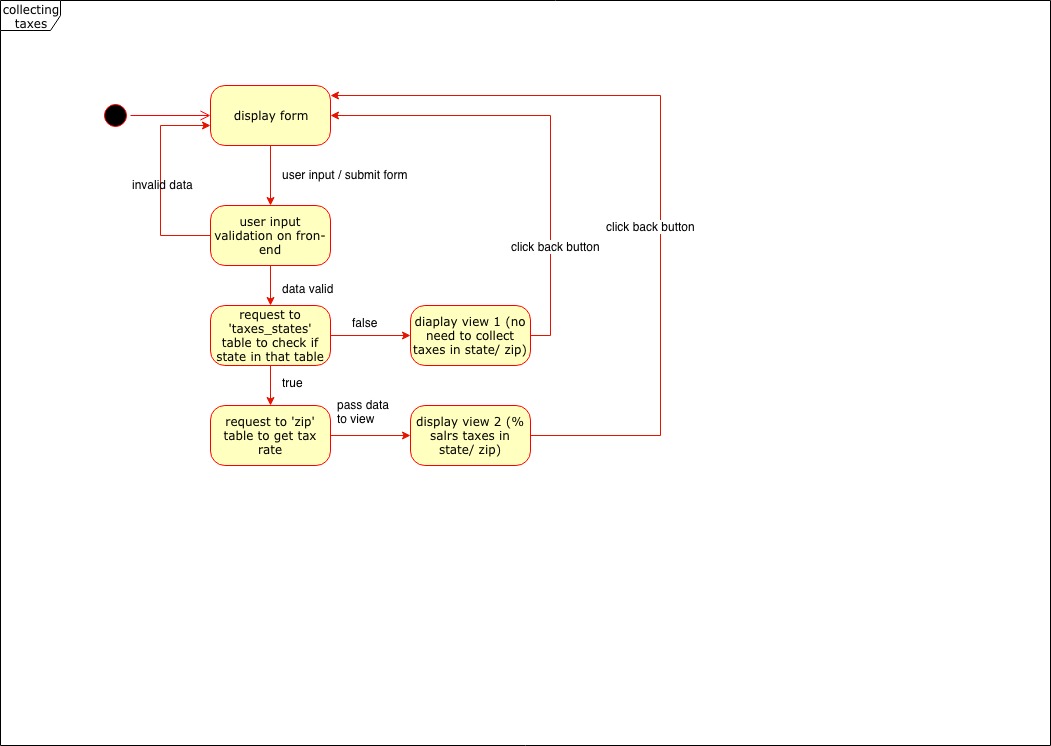 collecting
taxes
display form
user input / submit form
invalid data
user input
validation on fron-
end
click back button
click back button
data valid
request to
'taxes_states'
table to check if
state in that table
false
diaplay view 1 (no
need to collect
taxes in state/ zip)
true
request to 'zip'
table to get tax
rate
pass data
to view
display view 2 (%
salrs taxes in
state/ zip)